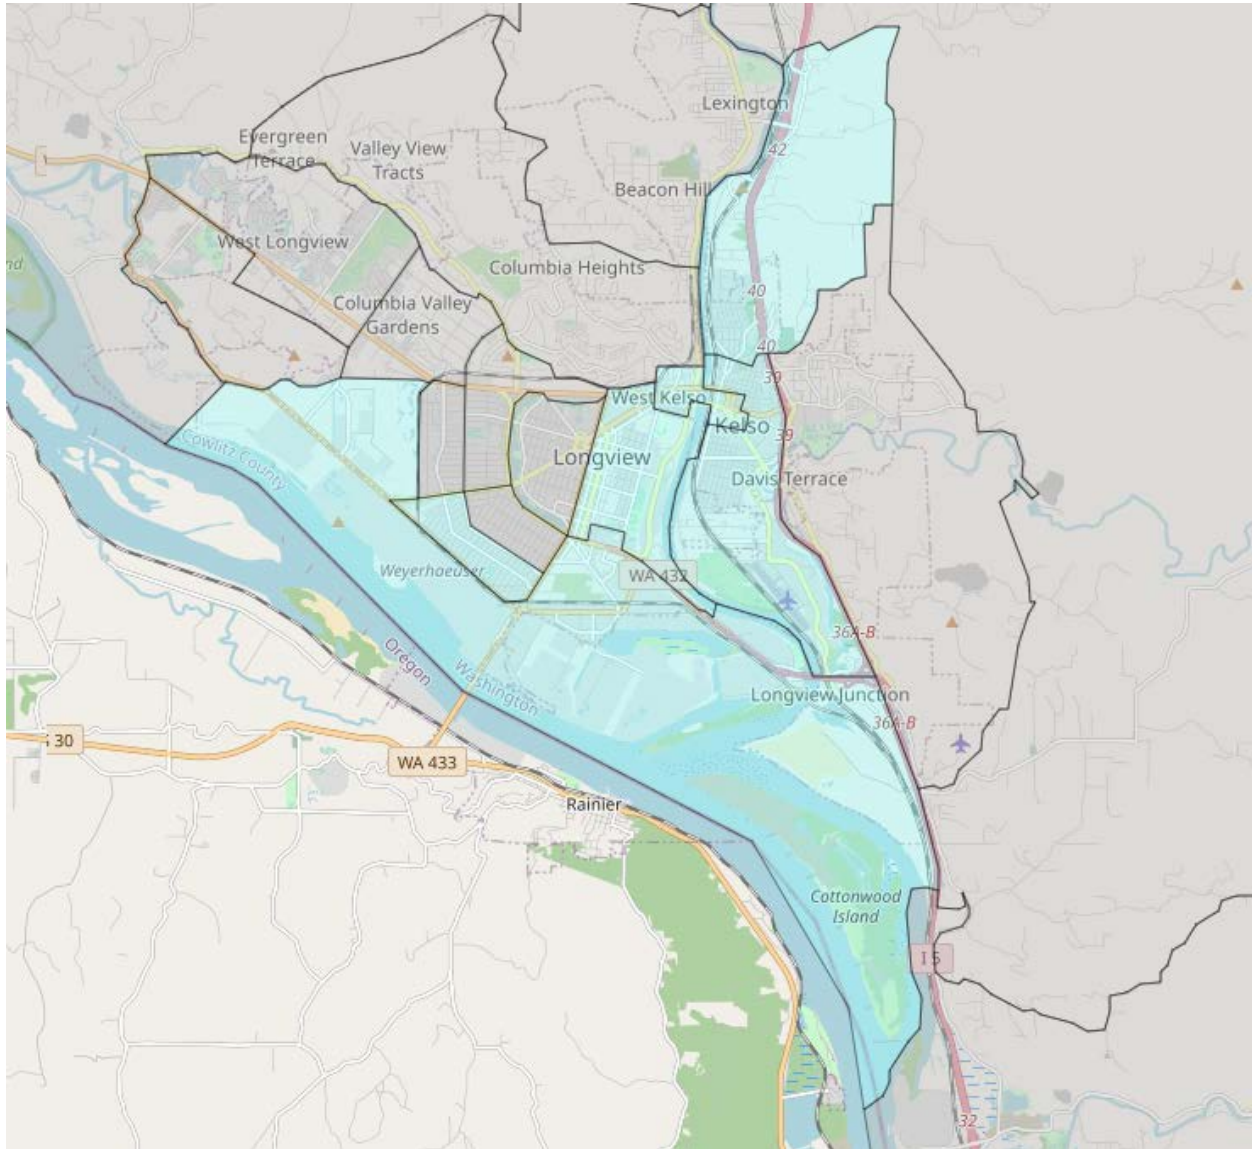 Lexington
Evergreen
Terrace
Valley View
Tracts
42
Beacon Hill
West Longview
Columbia Heights
nd
40
Columbia Valley
Gardens
40
39
West Kelso
Kelso
39
Longview
Cowlitz County
Davis Terrace
Weyerhaeuser
WA 432
36A-B
Oregon
Washington
Longview Junction
36A-B
30
WA 433
Rainier
Cottonwood
Island
I 5
32